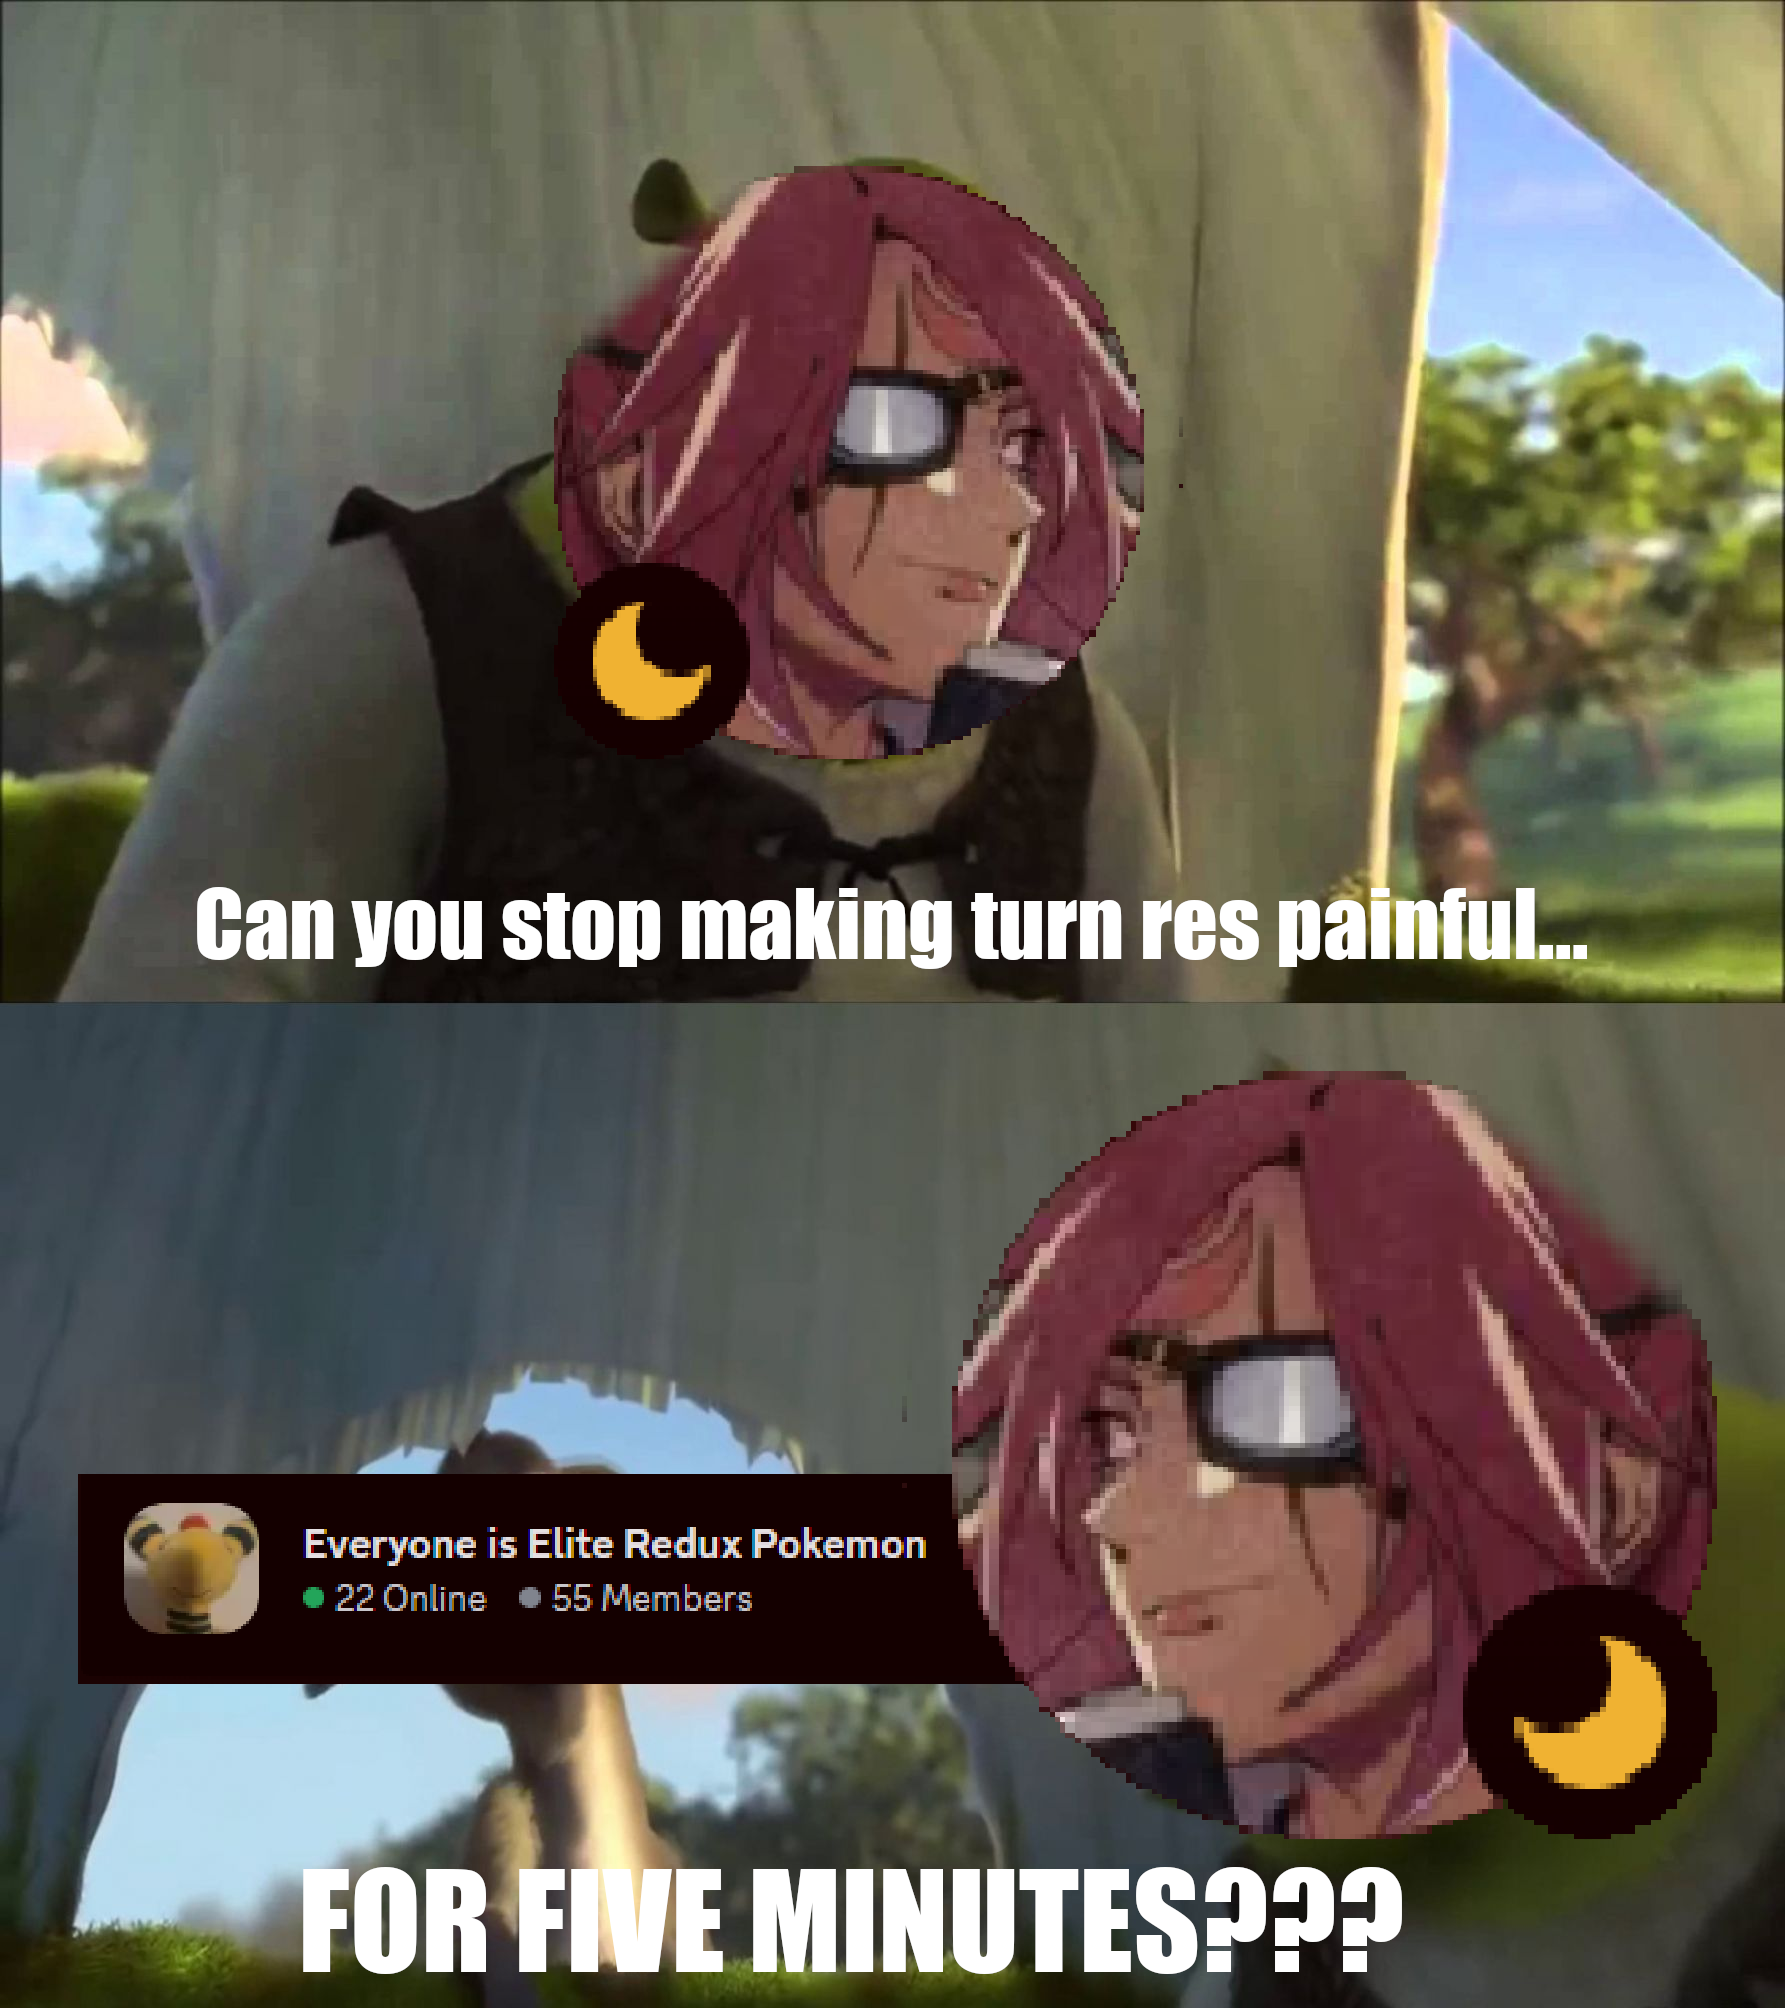 Can you stop making turn res painful...
Everyone is Elite Redux Pokemon
22 Online 55 Members
FOR FIVE MINUTES???